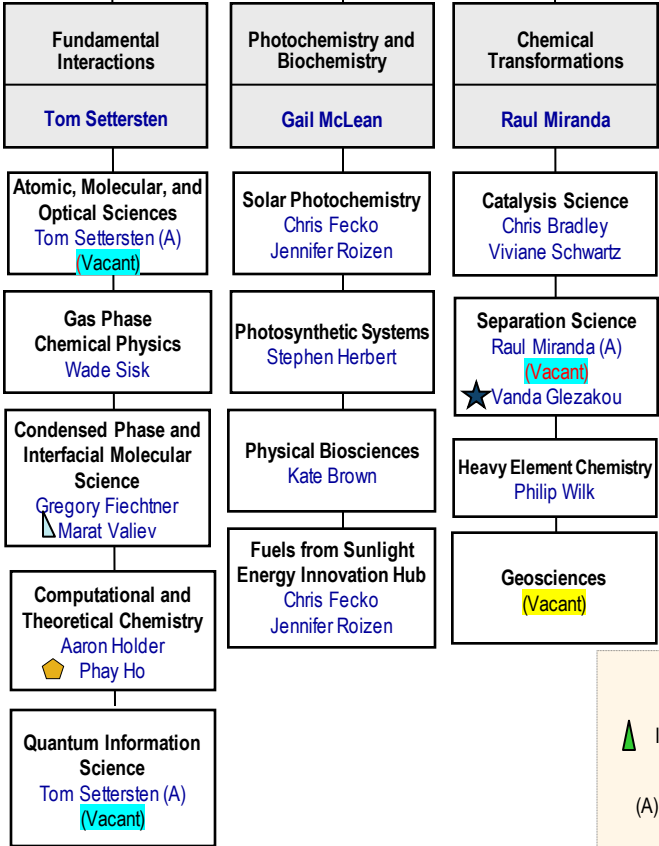 Fundamental
Interactions
Tom Settersten
Atomic, Molecular, and
Optical Sciences
Tom Settersten (A)
(Vacant)
Gas Phase
Chemical Physics
Wade Sisk
Condensed Phase and
Interfacial Molecular
Science
Gregory Fiechtner
Marat Valiev
Computational and
Theoretical Chemistry
Aaron Holder
Phay Ho
Quantum Information
Science
Tom Settersten (A)
(Vacant)
Photochemistry and
Biochemistry
Gail McLean
Solar Photochemistry
Chris Fecko
Jennifer Roizen
Photosynthetic Systems
Stephen Herbert
Physical Biosciences
Kate Brown
Fuels from Sunlight
Energy Innovation Hub
Chris Fecko
Jennifer Roizen
Chemical
Transformations
Raul Miranda
Catalysis Science
Chris Bradley
Viviane Schwartz
Separation Science
Raul Miranda (A)
(Vacant)
Vanda Glezakou
Heavy Element Chemistry
Philip Wilk
Geosciences
(Vacant)
(A)